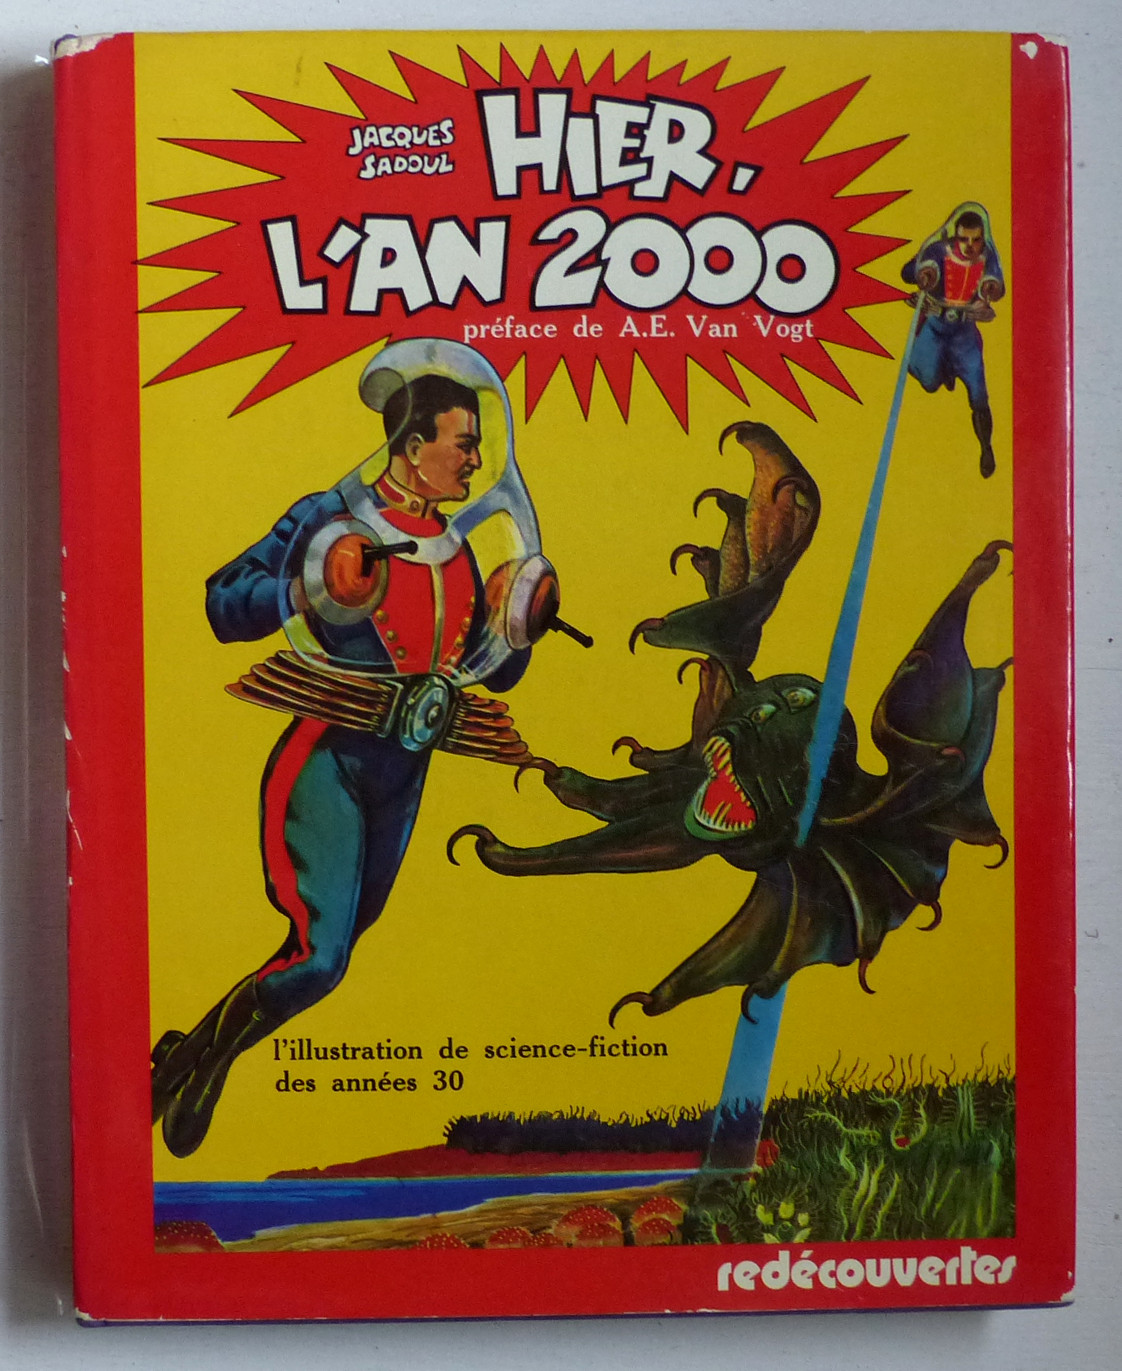 JACQUES
SADOUL
HIER,
L'AN 2000
préface de A.E. Van Vogt
l'illustration de science-fiction
des années 30
redécouvertes